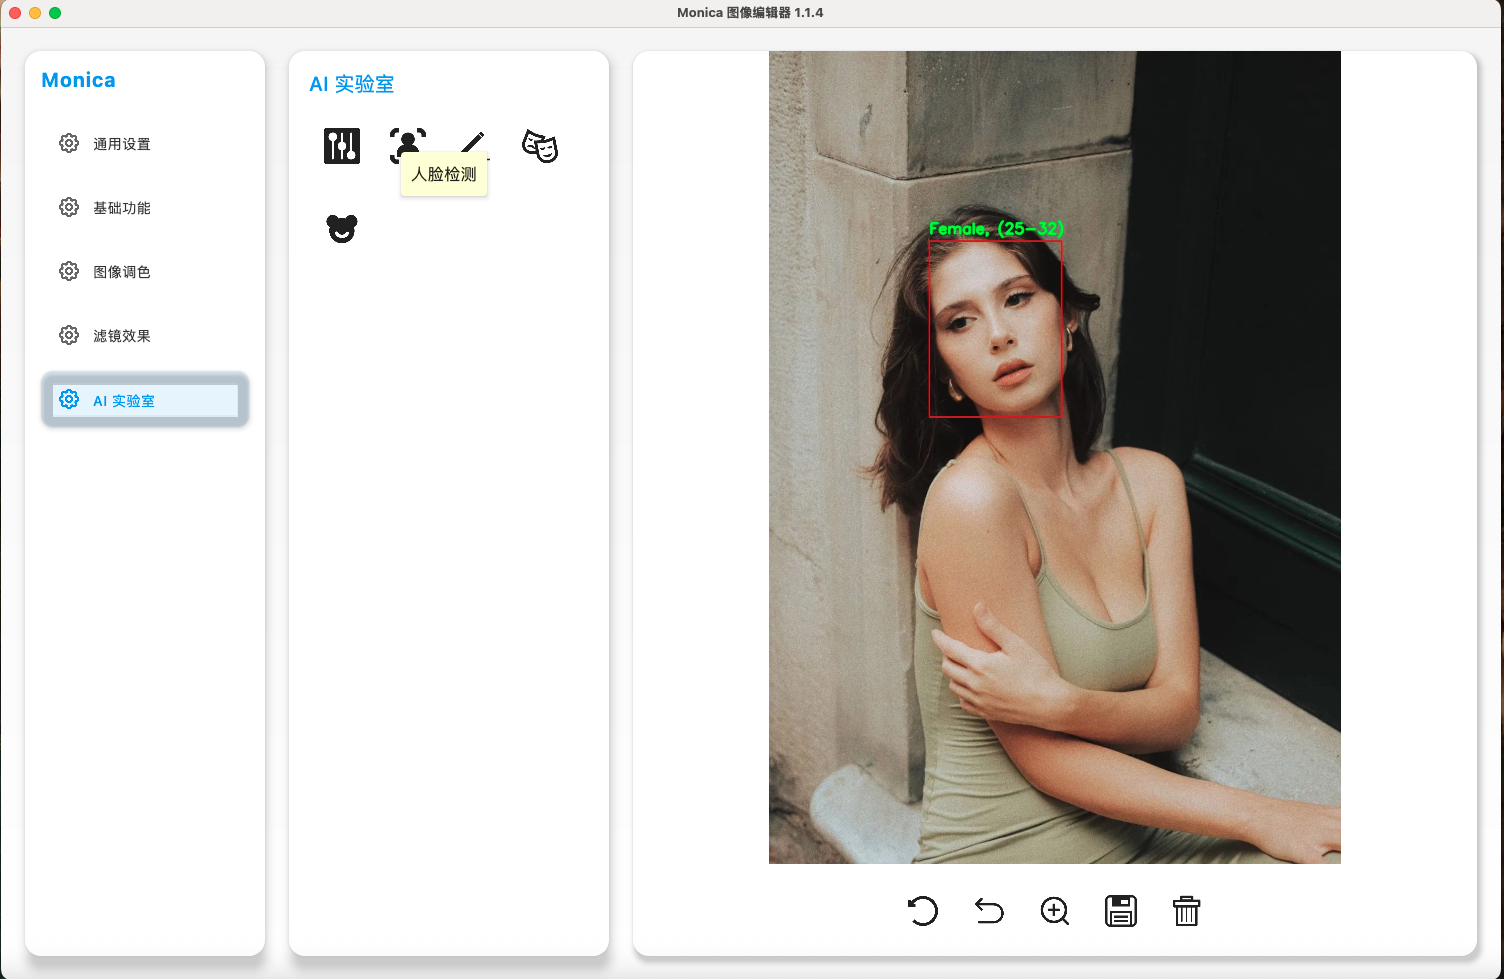 Monica 图像编辑器 1.1.4
Monica
通用设置
基础功能
图像调色
滤镜效果
AI 实验室
AI 实验室
人脸检测
Female, (25-32)